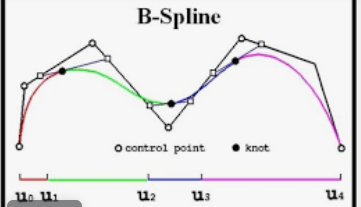 B-Spline
control point knot
u0 u1 u2 u3 u4